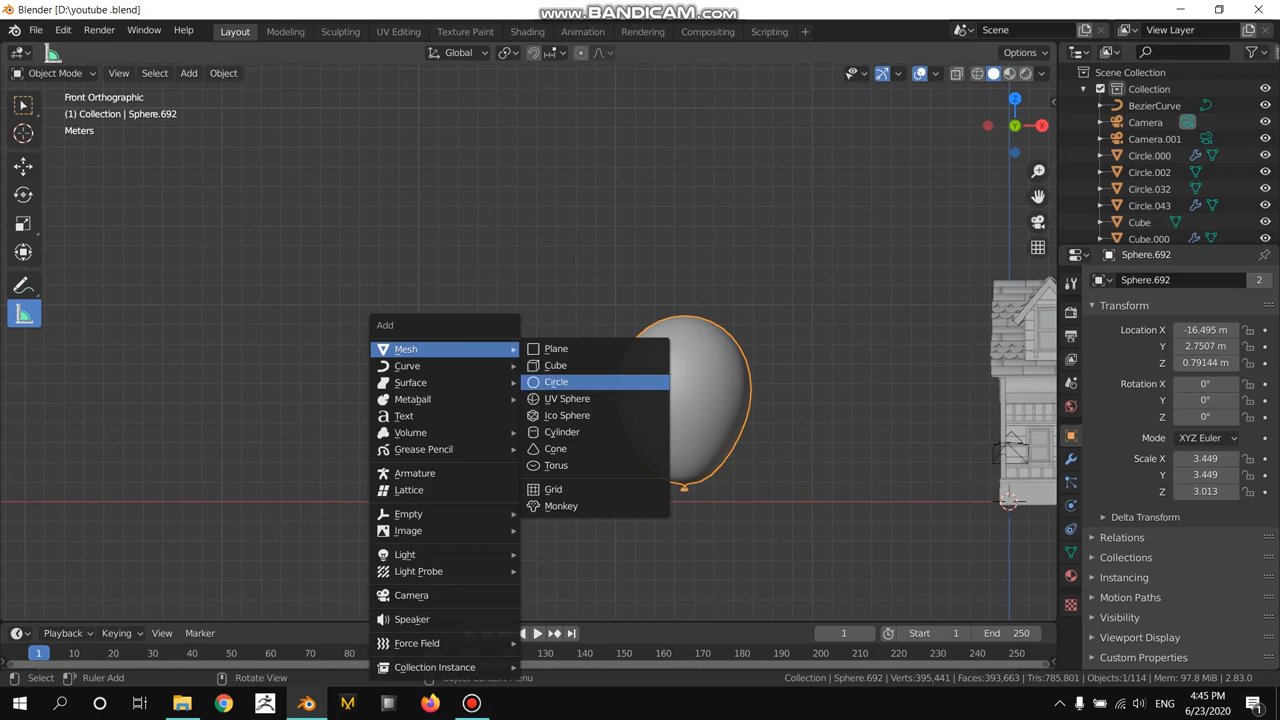 www.BANDICAM.com
Blender [D:\youtube .blend]
File Edit Render Window Help Layout Modeling Sculpting UV Editing Texture Paint Shading Animation Rendering Compositing Scripting + Scene View Layer
Global Options
Object Mode View Select Add Object
Front Orthographic
(1) Collection | Sphere.692
Meters
Z
Y
X
Add
Mesh
Curve
Surface
Metaball
Text
Volume
Grease Pencil
Armature
Lattice
Empty
Image
Light
Light Probe
Camera
Speaker
Force Field
Collection Instance
Plane
Cube
Circle
UV Sphere
Ico Sphere
Cylinder
Cone
Torus
Grid
Monkey
Scene Collection
Collection
BezierCurve
Camera
Camera.001
Circle.000
Circle.002
Circle.032
Circle.043
Cube
Cube.000
Sphere.692
Sphere.692 2
Transform
Location X -16.495 m
Y 2.7507 m
Z 0.79144 m
Rotation X 0°
Y 0°
Z 0°
Mode XYZ Euler
Scale X 3.449
Y 3.449
Z 3.013
Delta Transform
Relations
Collections
Instancing
Motion Paths
Visibility
Viewport Display
Custom Properties
Playback Keying View Marker 1 Start 1 End 250
1 10 20 30 40 50 60 70 80 90 100 110 120 130 140 150 160 170 180 190 200 210 220 230 240 250
Select Ruler Add Rotate View Object Context Menu Collection | Sphere.692 | Verts:395,441 | Faces:393,663 | Tris:785,801 | Objects:1/114 | Mem: 97.8 MiB | 2.83.0
4:45 PM
6/23/2020
1